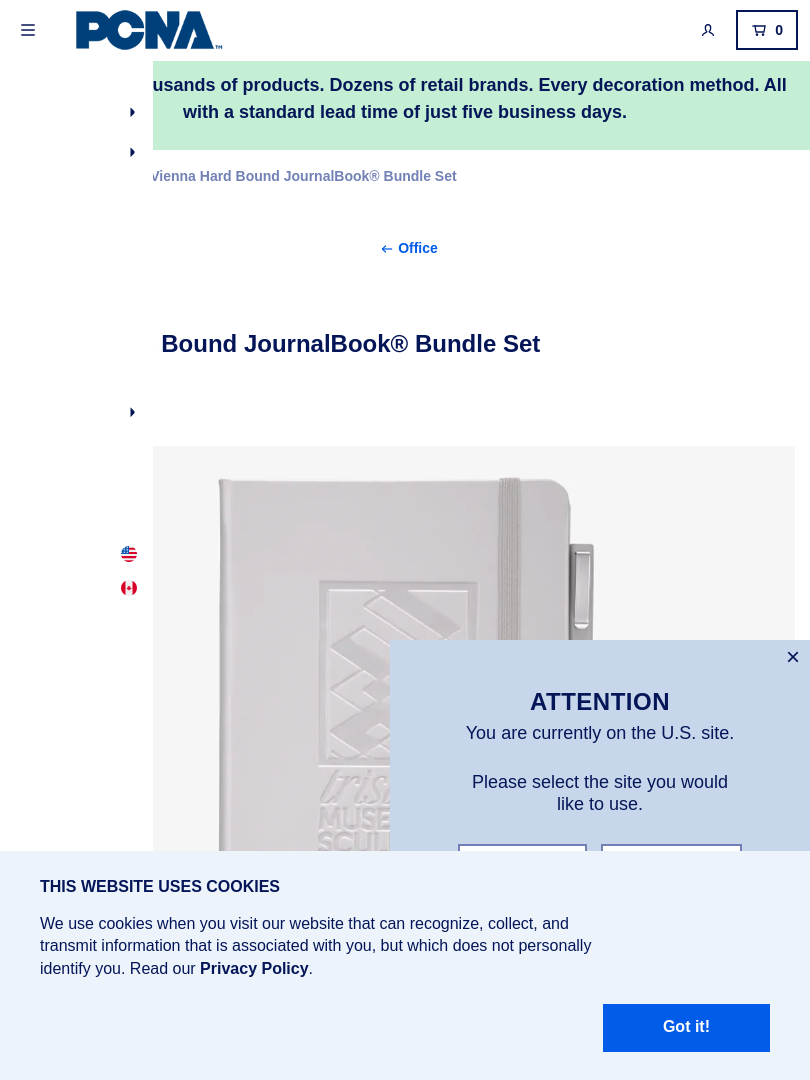 PCNA™
0
usands of products. Dozens of retail brands. Every decoration method. All
with a standard lead time of just five business days.
Vienna Hard Bound JournalBook® Bundle Set
← Office
Bound JournalBook® Bundle Set
MUSE
SCUL
×
ATTENTION
You are currently on the U.S. site.
Please select the site you would
like to use.
THIS WEBSITE USES COOKIES
We use cookies when you visit our website that can recognize, collect, and
transmit information that is associated with you, but which does not personally
identify you. Read our Privacy Policy.
Got it!